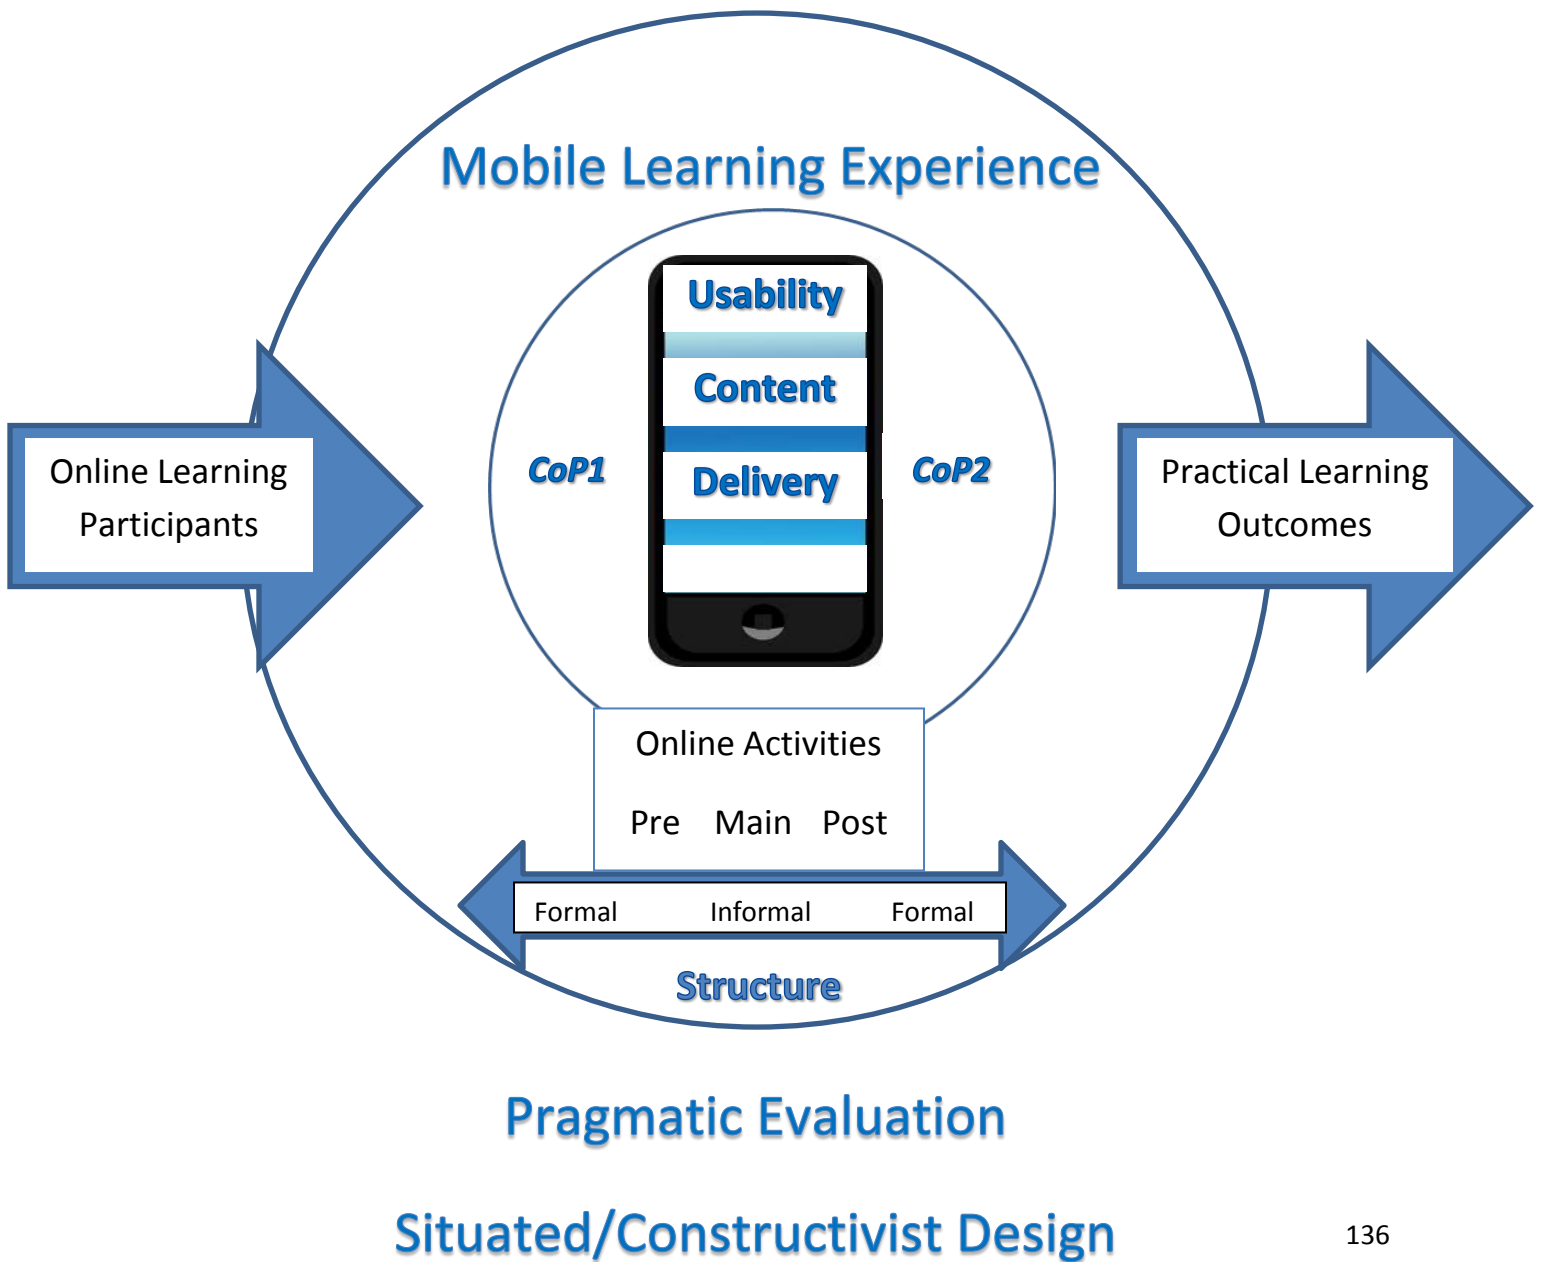 Mobile Learning Experience
Usability
Content
CoP1
Delivery
CoP2
Online Learning
Participants
Practical Learning
Outcomes
Online Activities
Pre Main Post
Formal Informal Formal
Structure
Pragmatic Evaluation
Situated/Constructivist Design
136